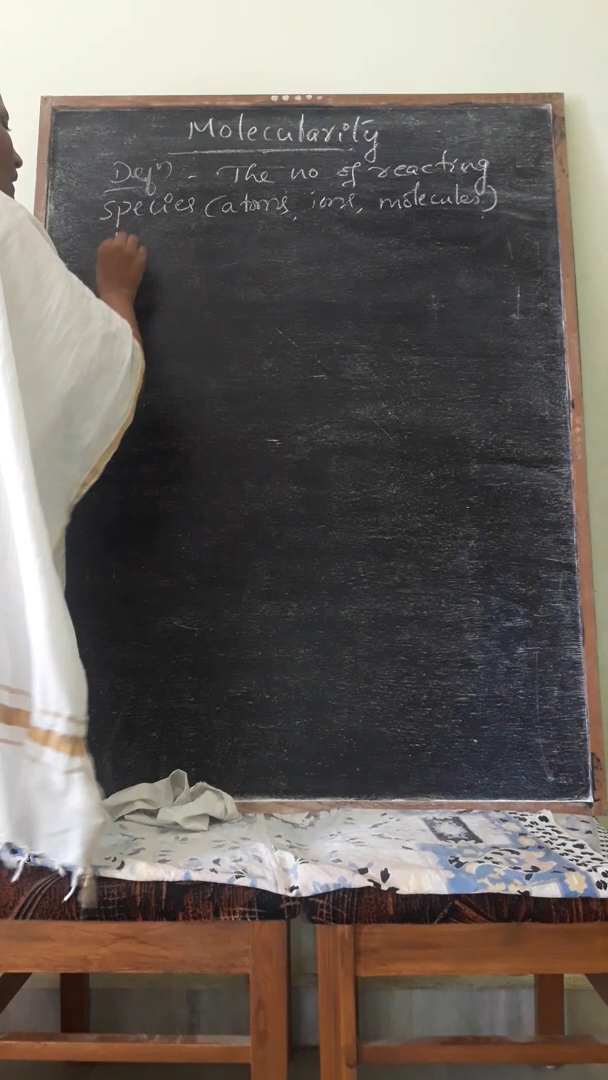 Molecularity
Defⁿ) - The no of reacting
species (atoms, ions, molecules)